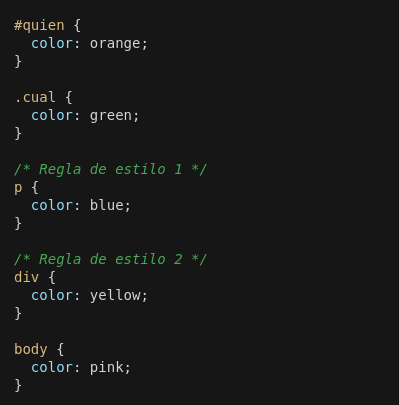 #quien {
  color: orange;
}

.cual {
  color: green;
}

/* Regla de estilo 1 */
p {
  color: blue;
}

/* Regla de estilo 2 */
div {
  color: yellow;
}

body {
  color: pink;
}